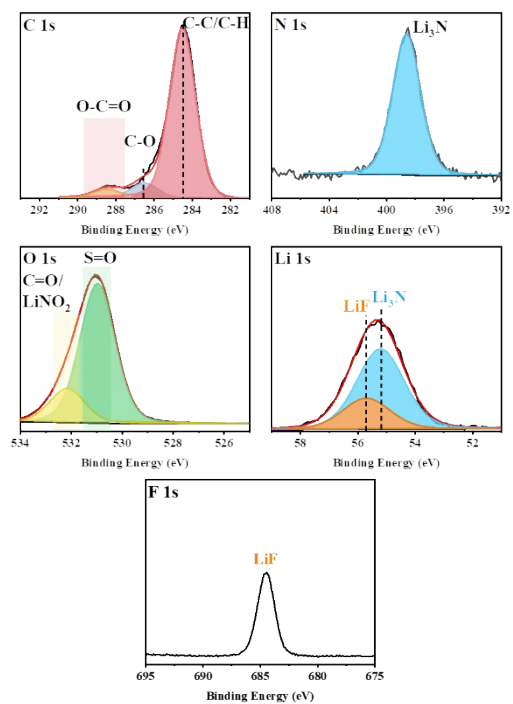 C 1s
C-C/C-H
O-C=O
C-O
292 290 288 286 284 282
Binding Energy (eV)
N 1s
Li₃N
408 404 400 396 392
Binding Energy (eV)
O 1s
S=O
C=O/
LiNO₂
534 532 530 528 526
Binding Energy (eV)
Li 1s
LiF
Li₃N
58 56 54 52
Binding Energy (eV)
F 1s
LiF
695 690 685 680 675
Binding Energy (eV)